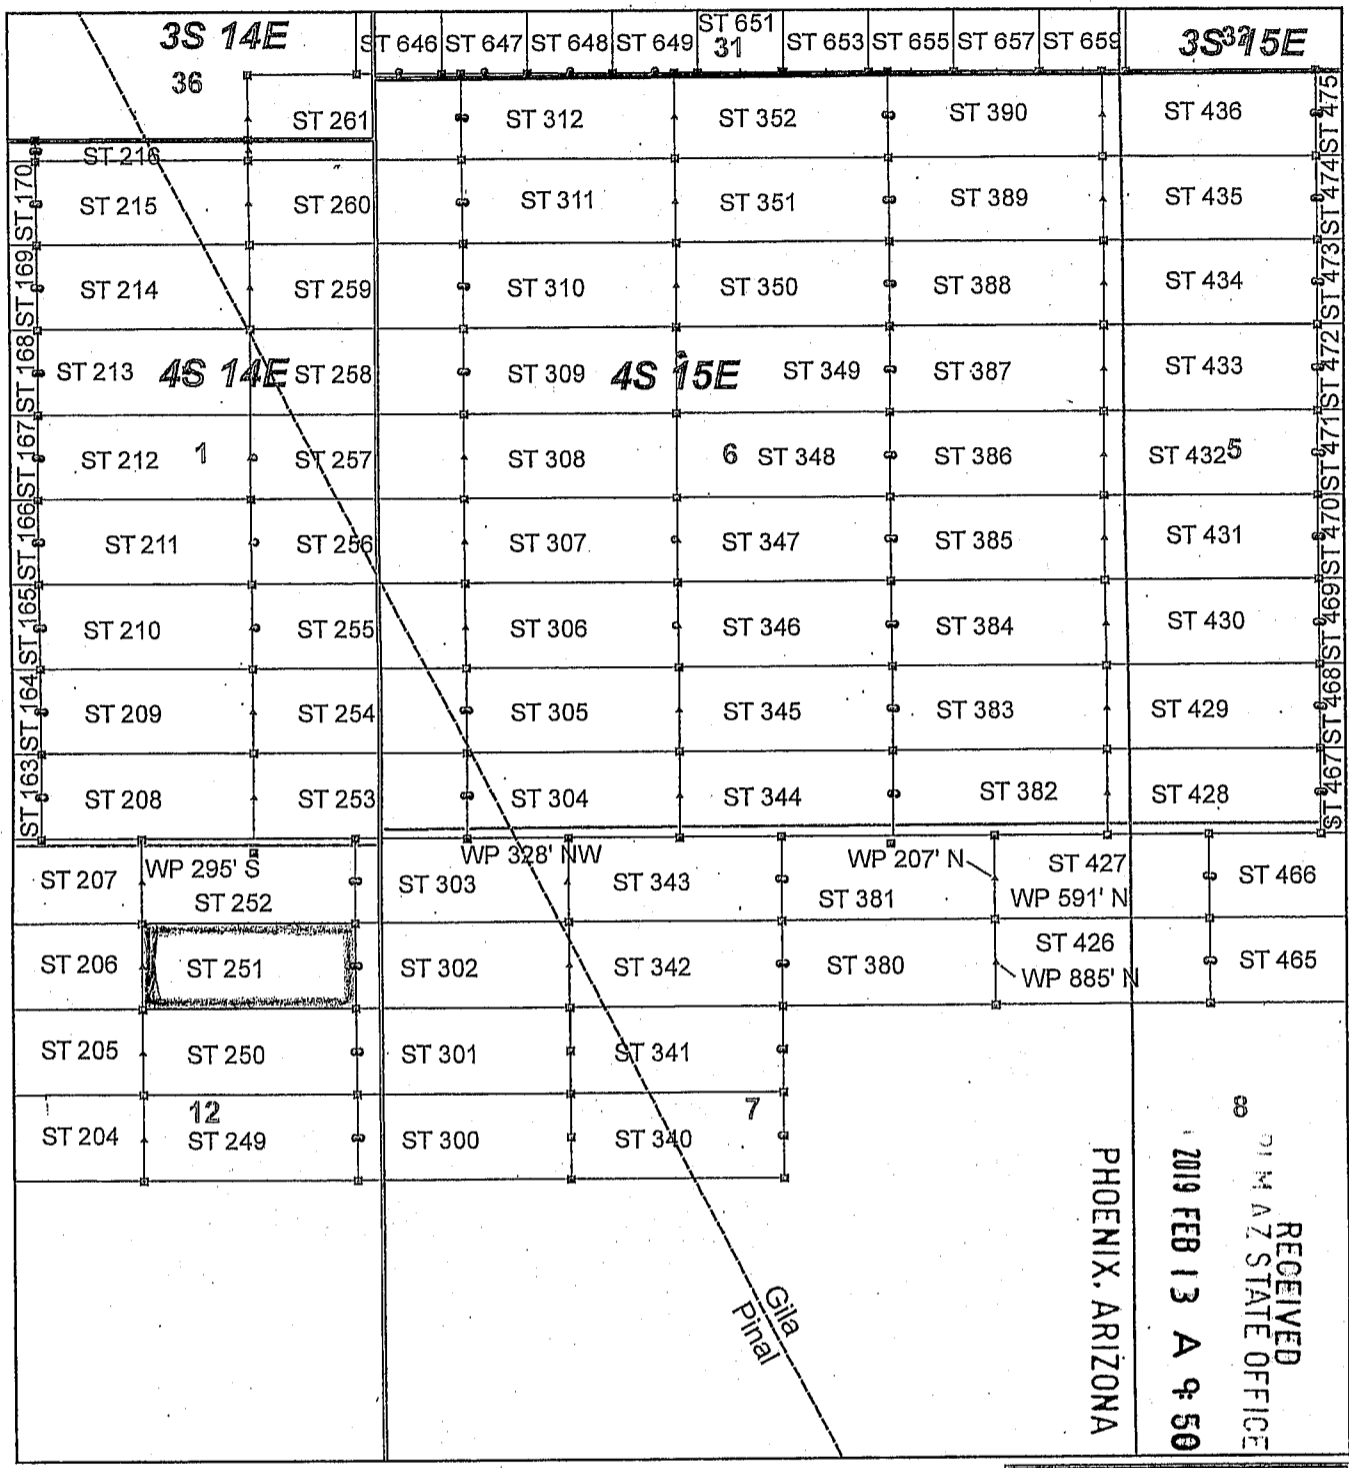 3S 14E
ST 646 ST 647 ST 648 ST 649 ST 651 ST 653 ST 655 ST 657 ST 659
31
3S 15E
32
36
ST 261 ST 312 ST 352 ST 390 ST 436 ST 475
ST 216
ST 170 ST 215 ST 260 ST 311 ST 351 ST 389 ST 435 ST 474
ST 169 ST 214 ST 259 ST 310 ST 350 ST 388 ST 434 ST 473
ST 168 ST 213 4S 14E ST 258 ST 309 4S 15E ST 349 ST 387 ST 433 ST 472
ST 167 ST 212 1 ST 257 ST 308 6 ST 348 ST 386 ST 432 5 ST 471
ST 166 ST 211 ST 256 ST 307 ST 347 ST 385 ST 431 ST 470
ST 165 ST 210 ST 255 ST 306 ST 346 ST 384 ST 430 ST 469
ST 164 ST 209 ST 254 ST 305 ST 345 ST 383 ST 429 ST 468
ST 163 ST 208 ST 253 ST 304 ST 344 ST 382 ST 428 ST 467
WP 295' S WP 328' NW WP 207' N
ST 207 ST 252 ST 303 ST 343 ST 381 ST 427 ST 466
WP 591' N
ST 206 ST 251 ST 302 ST 342 ST 380 ST 426 ST 465
WP 885' N
ST 205 ST 250 ST 301 ST 341
12 7 8
ST 204 ST 249 ST 300 ST 340
Gila
Pinal
RECEIVED
AZ STATE OFFICE
2019 FEB 13 A 9:50
PHOENIX, ARIZONA